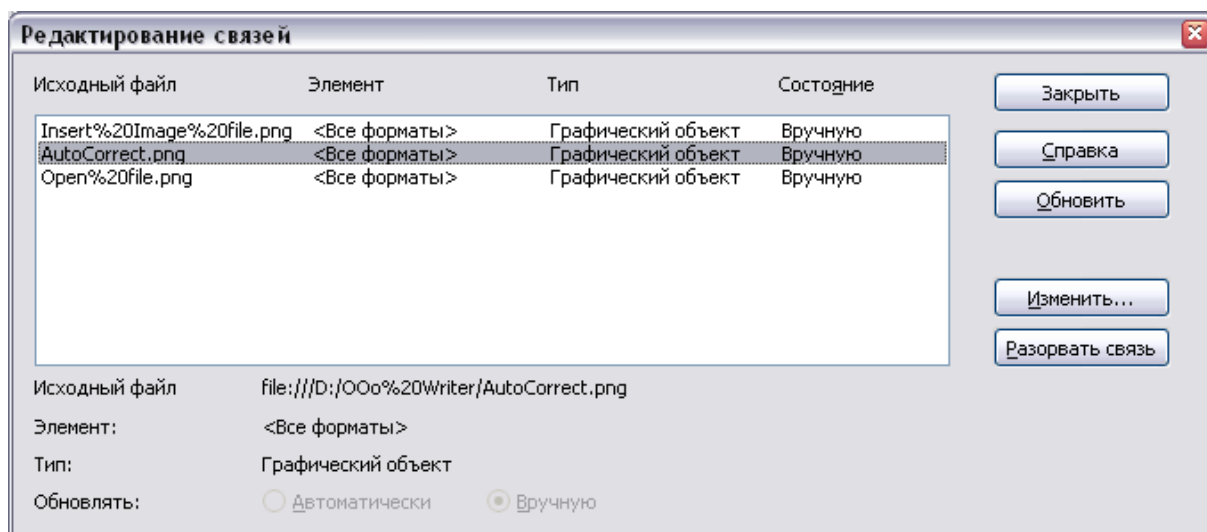 Редактирование связей
Исходный файл Элемент Тип Состояние
Закрыть
Insert%20Image%20file.png <Все форматы> Графический объект Вручную
AutoCorrect.png <Все форматы> Графический объект Вручную
Справка
Open%20file.png <Все форматы> Графический объект Вручную
Обновить
Изменить...
Разорвать связь
Исходный файл file:///D:/OOo%20Writer/AutoCorrect.png
Элемент: <Все форматы>
Тип: Графический объект
Обновлять: Автоматически Вручную